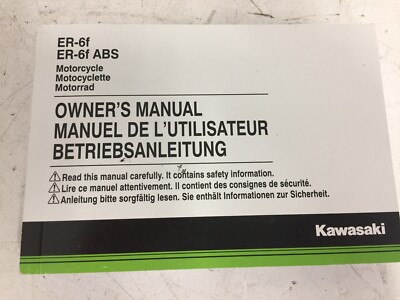 ER-6f
ER-6f ABS
Motorcycle
Motocyclette
Motorrad
OWNER'S MANUAL
MANUEL DE L'UTILISATEUR
BETRIEBSANLEITUNG
Read this manual carefully. It contains safety information.
Lire ce manuel attentivement. Il contient des consignes de sécurité.
Anleitung bitte sorgfältig lesen. Sie enthält Informationen zur Sicherheit.
Kawasaki